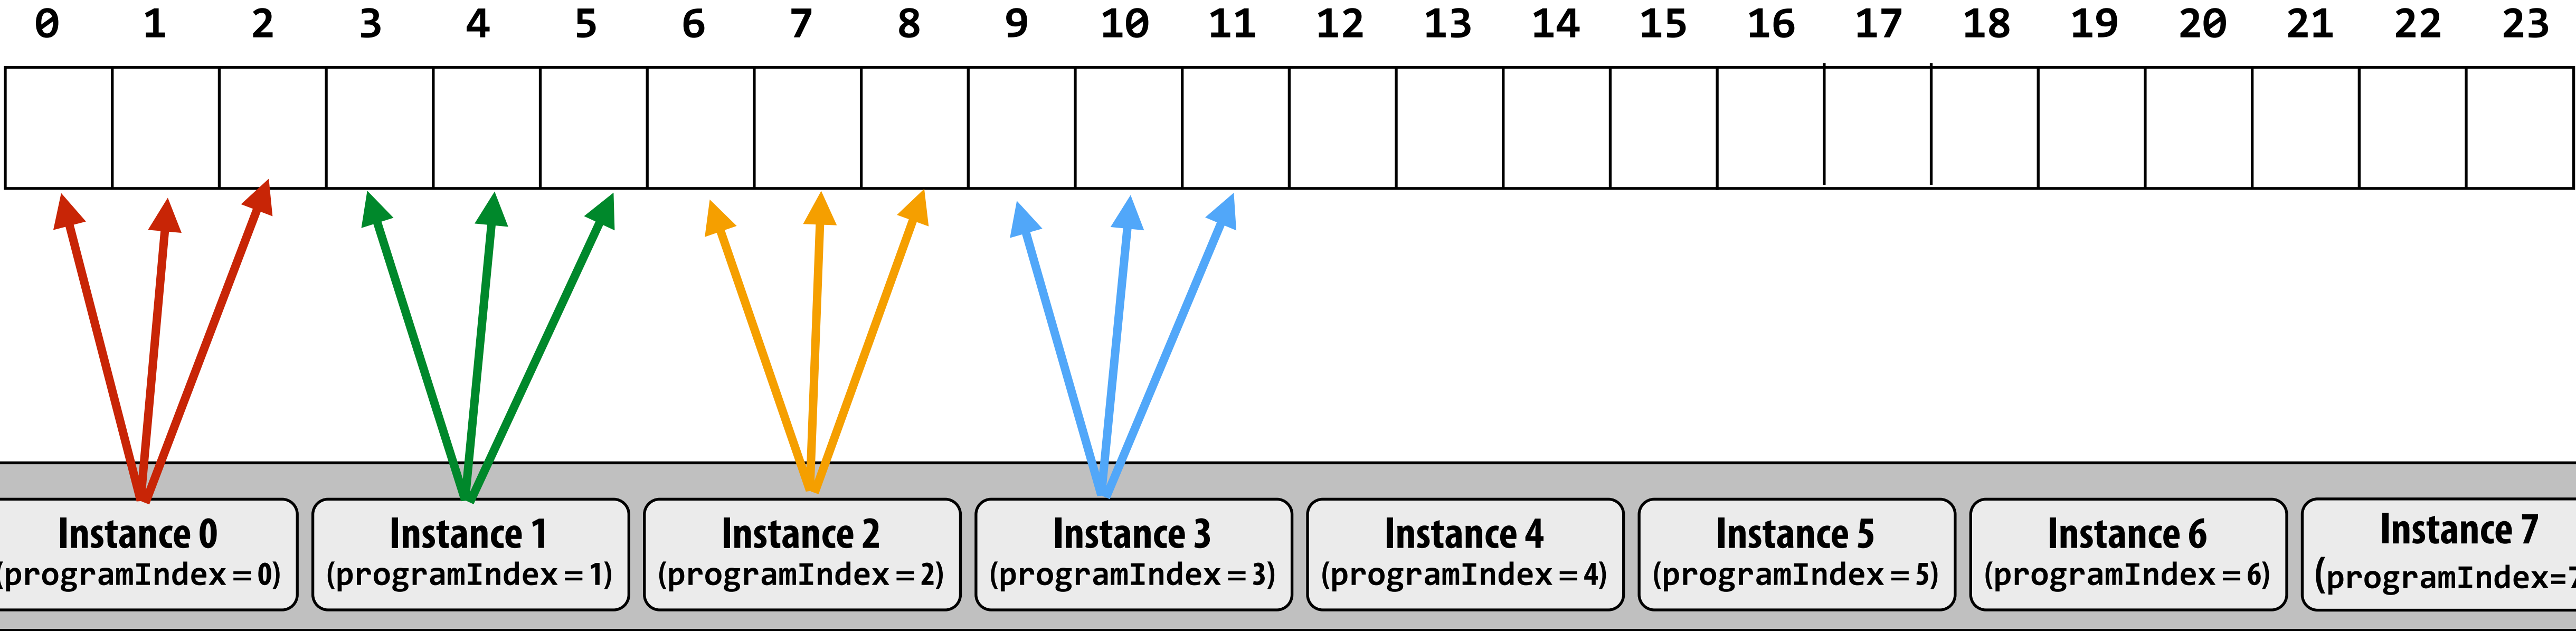 0 1 2 3 4 5 6 7 8 9 10 11 12 13 14 15 16 17 18 19 20 21 22 23
Instance 0 Instance 1 Instance 2 Instance 3 Instance 4 Instance 5 Instance 6 Instance 7
(programIndex = 0) (programIndex = 1) (programIndex = 2) (programIndex = 3) (programIndex = 4) (programIndex = 5) (programIndex = 6) (programIndex=7